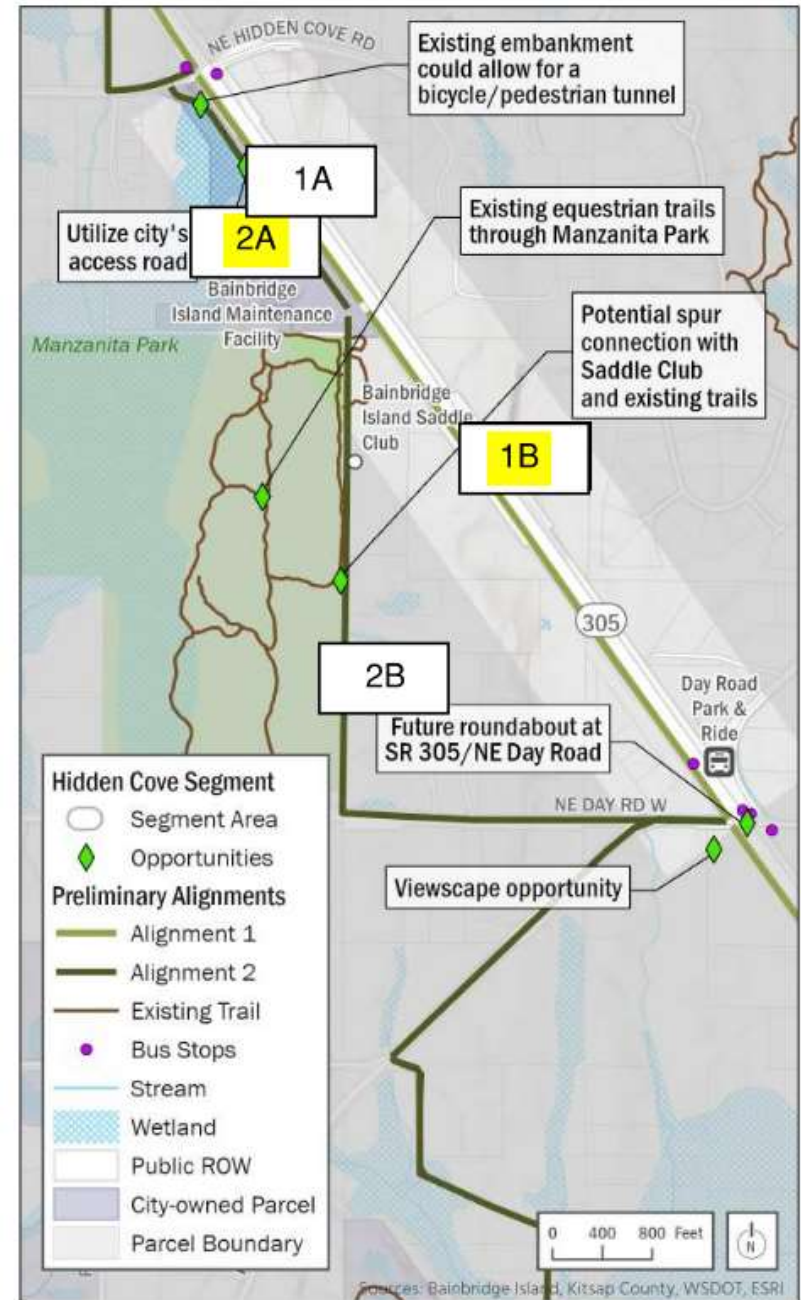 NE HIDDEN COVE RD
Existing embankment
could allow for a
bicycle/pedestrian tunnel
1A
Existing equestrian trails
through Manzanita Park
Utilize city's
access road
2A
Bainbridge
Island Maintenance
Facility
Manzanita Park
Potential spur
connection with
Saddle Club
and existing trails
Bainbridge
Island Saddle
Club
1B
305
2B
Day Road
Park &
Ride
Future roundabout at
SR 305/NE Day Road
NE DAY RD W
Viewscape opportunity
Hidden Cove Segment
Segment Area
Opportunities
Preliminary Alignments
Alignment 1
Alignment 2
Existing Trail
Bus Stops
Stream
Wetland
Public ROW
City-owned Parcel
Parcel Boundary
0 400 800 Feet
N
Sources: Bainbridge Island, Kitsap County, WSDOT, ESRI